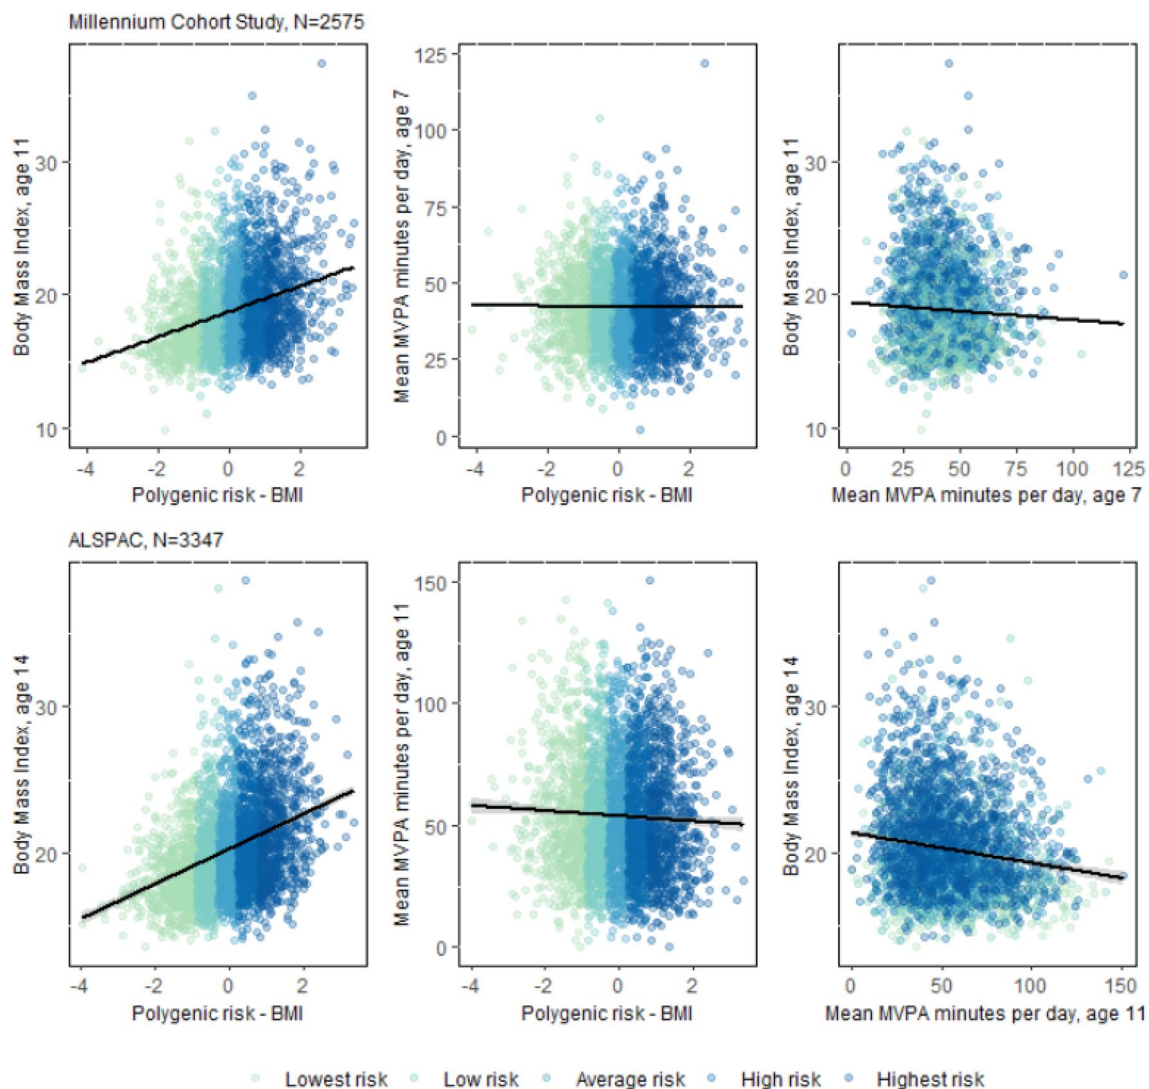 Millennium Cohort Study, N=2575
Body Mass Index, age 11
30
20
10
-4 -2 0 2
Polygenic risk - BMI
Mean MVPA minutes per day, age 7
125
100
75
50
25
0
-4 -2 0 2
Polygenic risk - BMI
Body Mass Index, age 11
30
20
10
0 25 50 75 100 125
Mean MVPA minutes per day, age 7
ALSPAC, N=3347
Body Mass Index, age 14
30
20
-4 -2 0 2
Polygenic risk - BMI
Mean MVPA minutes per day, age 11
150
100
50
0
-4 -2 0 2
Polygenic risk - BMI
Body Mass Index, age 14
30
20
0 50 100 150
Mean MVPA minutes per day, age 11
Lowest risk Low risk Average risk High risk Highest risk